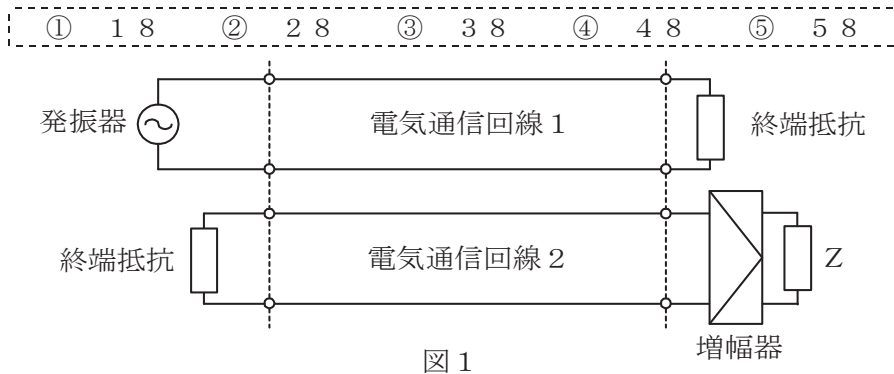 ① １８ ② ２８ ③ ３８ ④ ４８ ⑤ ５８
発振器
電気通信回線１
終端抵抗
終端抵抗
電気通信回線２
Ｚ
増幅器
図１